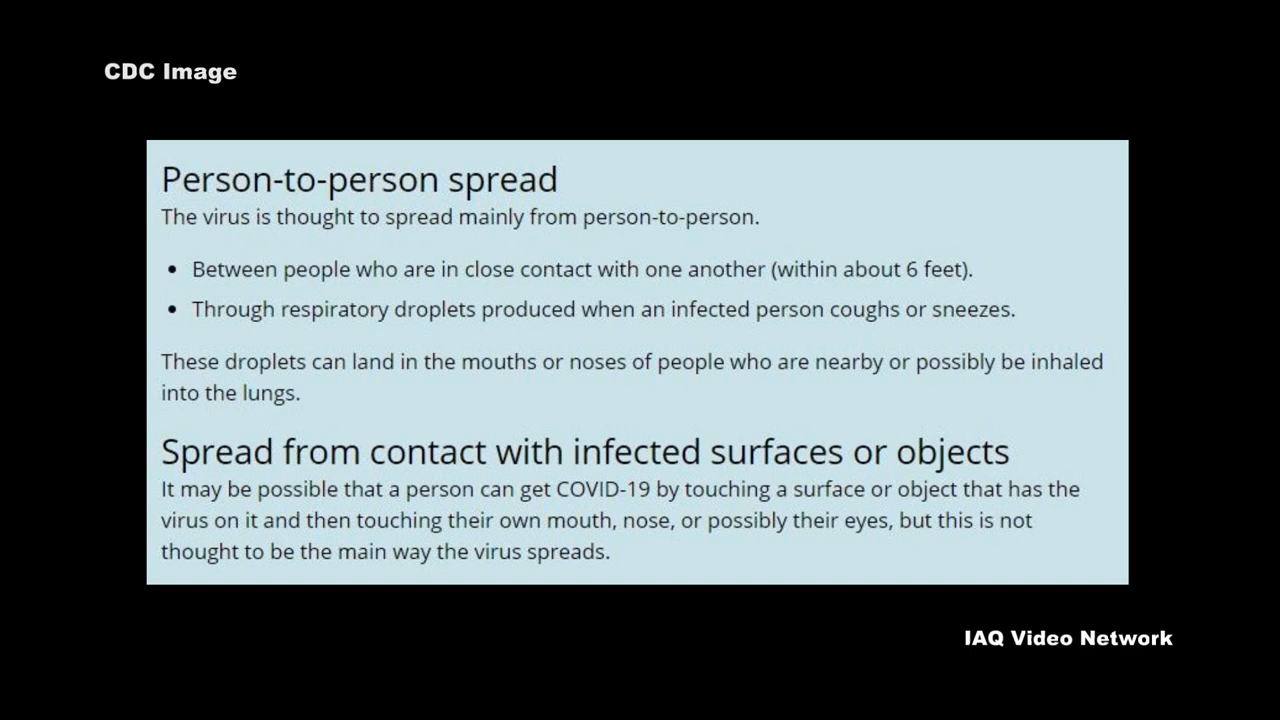 CDC Image
Person-to-person spread
The virus is thought to spread mainly from person-to-person.
• Between people who are in close contact with one another (within about 6 feet).
• Through respiratory droplets produced when an infected person coughs or sneezes.
These droplets can land in the mouths or noses of people who are nearby or possibly be inhaled
into the lungs.
Spread from contact with infected surfaces or objects
It may be possible that a person can get COVID-19 by touching a surface or object that has the
virus on it and then touching their own mouth, nose, or possibly their eyes, but this is not
thought to be the main way the virus spreads.
IAQ Video Network